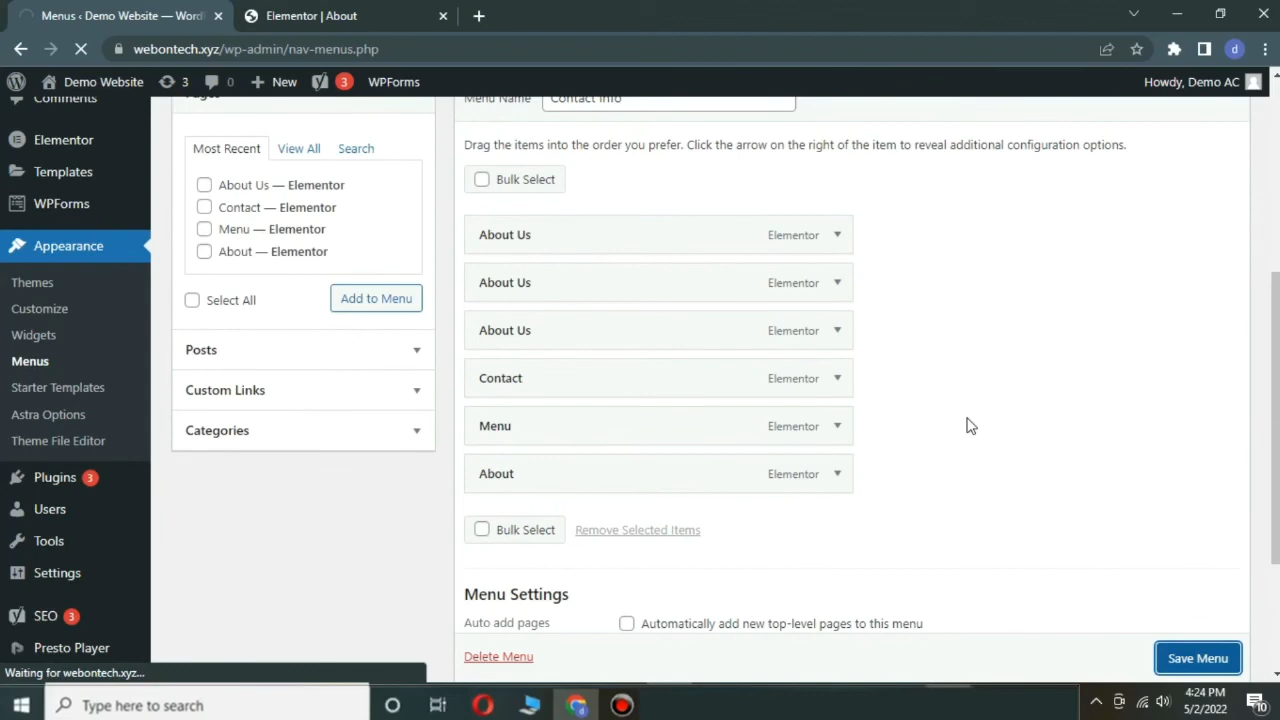 Menus ‹ Demo Website — Word
Elementor | About
webontech.xyz/wp-admin/nav-menus.php
Demo Website
3
0
New
3
WPForms
Howdy, Demo AC
Comments
Elementor
Templates
WPForms
Appearance
Themes
Customize
Widgets
Menus
Starter Templates
Astra Options
Theme File Editor
Plugins 3
Users
Tools
Settings
SEO 3
Presto Player
Pages
Most Recent
View All
Search
About Us — Elementor
Contact — Elementor
Menu — Elementor
About — Elementor
Select All
Add to Menu
Posts
Custom Links
Categories
Menu Name
Contact Info
Drag the items into the order you prefer. Click the arrow on the right of the item to reveal additional configuration options.
Bulk Select
About Us Elementor
About Us Elementor
About Us Elementor
Contact Elementor
Menu Elementor
About Elementor
Bulk Select
Remove Selected Items
Menu Settings
Auto add pages
Automatically add new top-level pages to this menu
Delete Menu
Save Menu
Waiting for webontech.xyz...
Type here to search
4:24 PM
5/2/2022
10
d
d